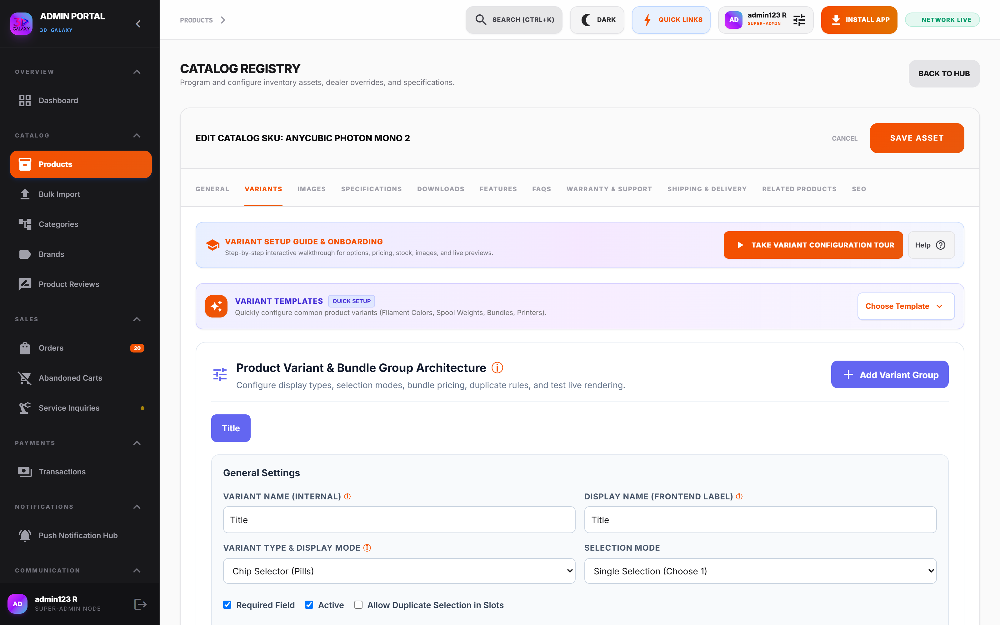 3D
GALAXY
ADMIN PORTAL
3D GALAXY
OVERVIEW
Dashboard
CATALOG
Products
Bulk Import
Categories
Brands
Product Reviews
SALES
Orders
20
Abandoned Carts
Service Inquiries
PAYMENTS
Transactions
NOTIFICATIONS
Push Notification Hub
COMMUNICATION
AD
admin123 R
SUPER-ADMIN NODE
PRODUCTS
SEARCH (CTRL+K)
DARK
QUICK LINKS
AD
admin123 R
SUPER-ADMIN
INSTALL APP
NETWORK LIVE
CATALOG REGISTRY
Program and configure inventory assets, dealer overrides, and specifications.
BACK TO HUB
EDIT CATALOG SKU: ANYCUBIC PHOTON MONO 2
CANCEL
SAVE ASSET
GENERAL
VARIANTS
IMAGES
SPECIFICATIONS
DOWNLOADS
FEATURES
FAQS
WARRANTY & SUPPORT
SHIPPING & DELIVERY
RELATED PRODUCTS
SEO
VARIANT SETUP GUIDE & ONBOARDING
Step-by-step interactive walkthrough for options, pricing, stock, images, and live previews.
TAKE VARIANT CONFIGURATION TOUR
Help
VARIANT TEMPLATES
QUICK SETUP
Quickly configure common product variants (Filament Colors, Spool Weights, Bundles, Printers).
Choose Template
Product Variant & Bundle Group Architecture
Configure display types, selection modes, bundle pricing, duplicate rules, and test live rendering.
Add Variant Group
Title
General Settings
VARIANT NAME (INTERNAL)
Title
DISPLAY NAME (FRONTEND LABEL)
Title
VARIANT TYPE & DISPLAY MODE
Chip Selector (Pills)
SELECTION MODE
Single Selection (Choose 1)
Required Field
Active
Allow Duplicate Selection in Slots